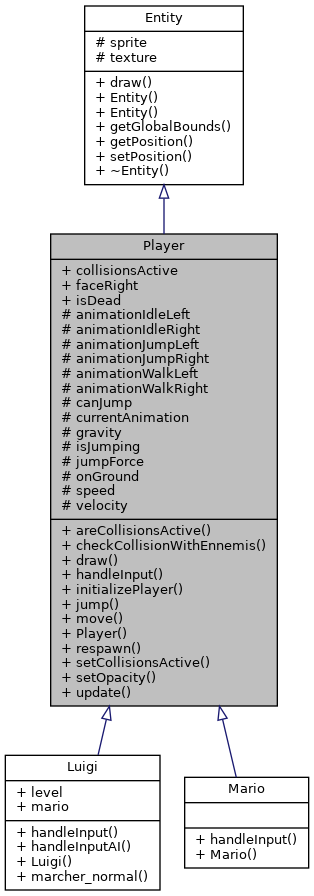 Entity
# sprite
# texture
+ draw()
+ Entity()
+ Entity()
+ getGlobalBounds()
+ getPosition()
+ setPosition()
+ ~Entity()
Player
+ collisionsActive
+ faceRight
+ isDead
# animationIdleLeft
# animationIdleRight
# animationJumpLeft
# animationJumpRight
# animationWalkLeft
# animationWalkRight
# canJump
# currentAnimation
# gravity
# isJumping
# jumpForce
# onGround
# speed
# velocity
+ areCollisionsActive()
+ checkCollisionWithEnnemis()
+ draw()
+ handleInput()
+ initializePlayer()
+ jump()
+ move()
+ Player()
+ respawn()
+ setCollisionsActive()
+ setOpacity()
+ update()
Luigi
+ level
+ mario
+ handleInput()
+ handleInputAI()
+ Luigi()
+ marcher_normal()
Mario
+ handleInput()
+ Mario()